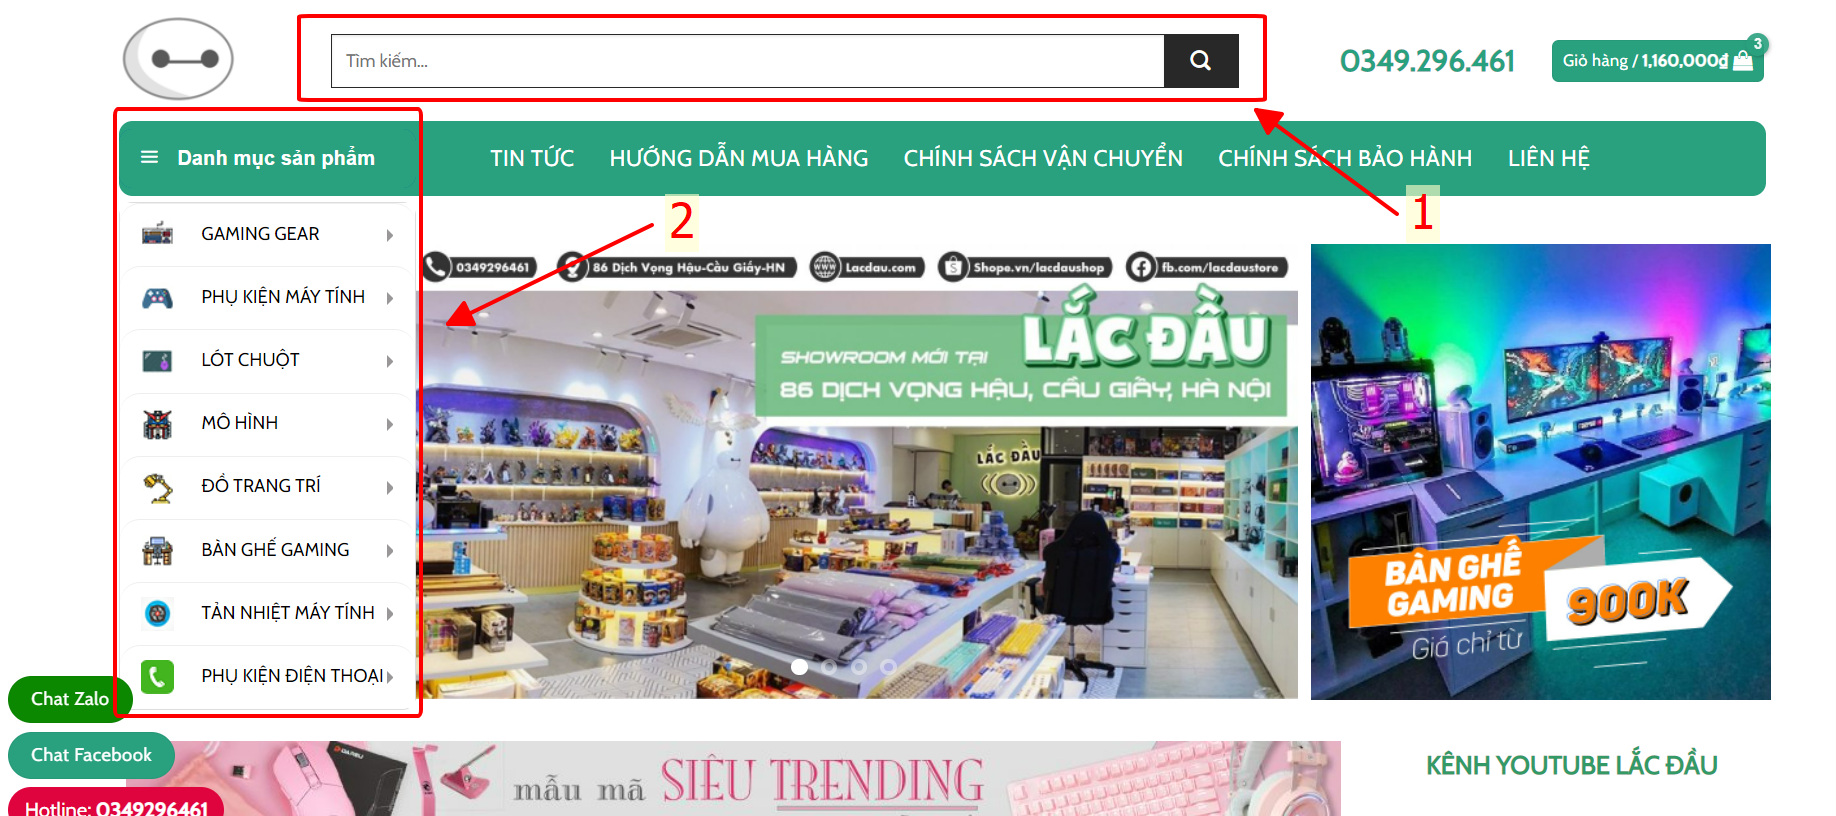 Tìm kiếm...
0349.296.461
Giỏ hàng / 1,160,000₫
3
Danh mục sản phẩm
TIN TỨC
HƯỚNG DẪN MUA HÀNG
CHÍNH SÁCH VẬN CHUYỂN
CHÍNH SÁCH BẢO HÀNH
LIÊN HỆ
1
2
GAMING GEAR
PHỤ KIỆN MÁY TÍNH
LÓT CHUỘT
MÔ HÌNH
ĐỒ TRANG TRÍ
BÀN GHẾ GAMING
TẢN NHIỆT MÁY TÍNH
PHỤ KIỆN ĐIỆN THOẠI
0349296461
86 Dịch Vọng Hậu-Cầu Giấy-HN
www
Lacdau.com
Shope.vn/lacdaushop
fb.com/lacdaustore
LẮC ĐẦU
SHOWROOM MỚI TẠI
86 DỊCH VỌNG HẬU, CẦU GIẤY, HÀ NỘI
LẮC ĐẦU
BÀN GHẾ
GAMING
900K
Giá chỉ từ
Chat Zalo
Chat Facebook
Hotline: 0349296461
DAREU
mẫu mã SIÊU TRENDING
KÊNH YOUTUBE LẮC ĐẦU